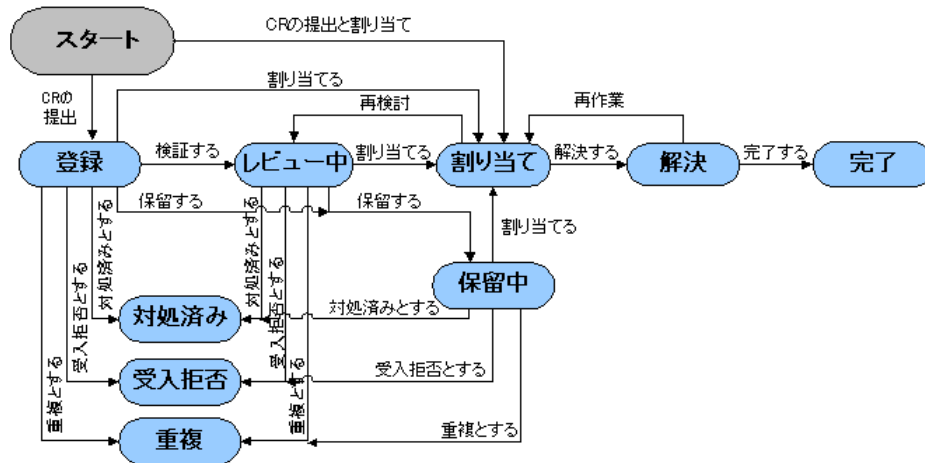 スタート
CRの提出と割り当て
CRの
提出
割り当てる
再検討
再作業
登録
検証する
レビュー中
割り当てる
割り当て
解決する
解決
完了する
完了
保留する
保留する
割り当てる
対処済みとする
受入拒否とする
重複とする
対処済みとする
受入拒否とする
重複とする
保留中
対処済み
対処済みとする
受入拒否
受入拒否とする
重複
重複とする